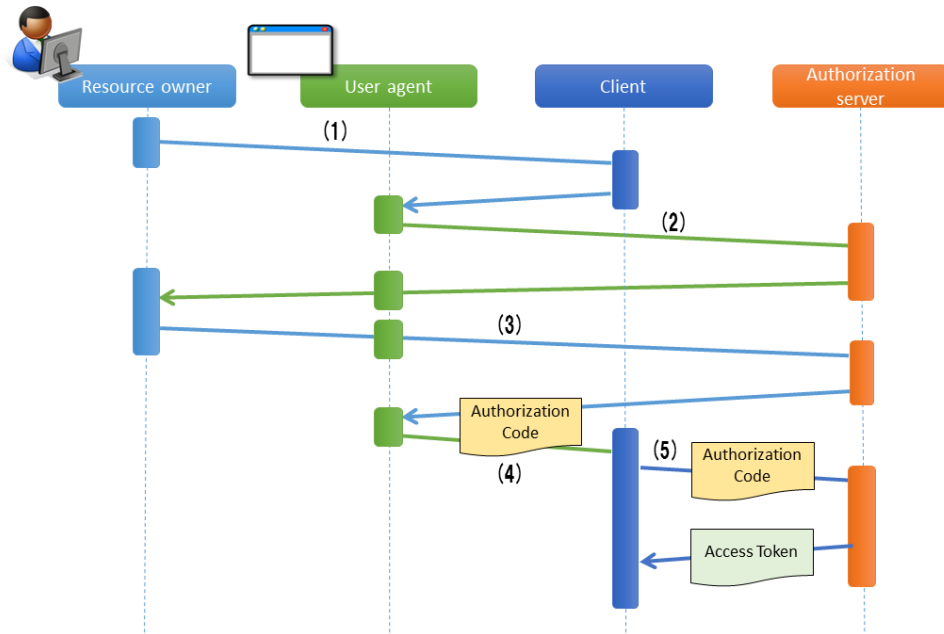 Resource owner
User agent
Client
Authorization
server
(1)
(2)
(3)
Authorization
Code
(4)
(5)
Authorization
Code
Access Token